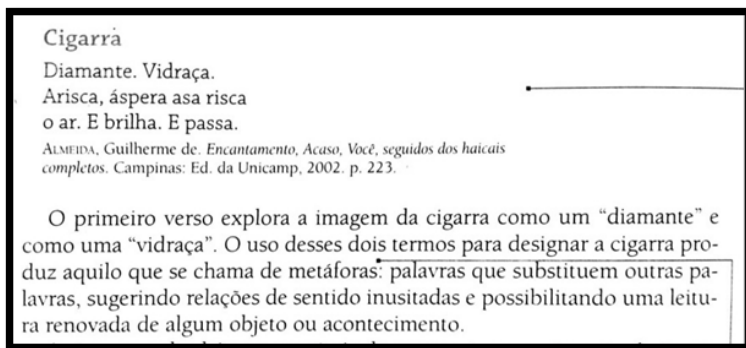 Cigarra
Diamante. Vidraça.
Arisca, áspera asa risca
o ar. E brilha. E passa.
ALMEIDA, Guilherme de. Encantamento, Acaso, Você, seguidos dos haicais
completos. Campinas: Ed. da Unicamp, 2002. p. 223.
O primeiro verso explora a imagem da cigarra como um “diamante” e
como uma “vidraça”. O uso desses dois termos para designar a cigarra pro-
duz aquilo que se chama de metáforas: palavras que substituem outras pa-
lavras, sugerindo relações de sentido inusitadas e possibilitando uma leitu-
ra renovada de algum objeto ou acontecimento.